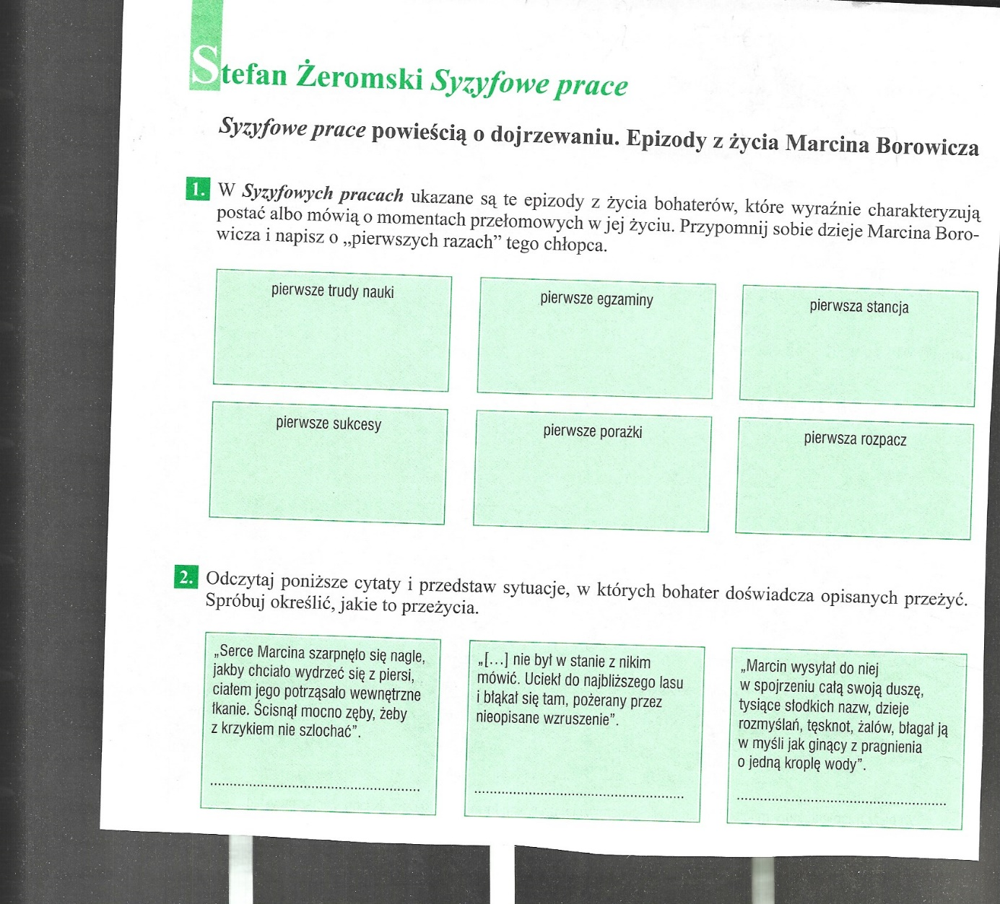 Stefan Żeromski Syzyfowe prace
Syzyfowe prace powieścią o dojrzewaniu. Epizody z życia Marcina Borowicza
1. W Syzyfowych pracach ukazane są te epizody z życia bohaterów, które wyraźnie charakteryzują
postać albo mówią o momentach przełomowych w jej życiu. Przypomnij sobie dzieje Marcina Boro-
wicza i napisz o „pierwszych razach” tego chłopca.
pierwsze trudy nauki
pierwsze egzaminy
pierwsza stancja
pierwsze sukcesy
pierwsze porażki
pierwsza rozpacz
2. Odczytaj poniższe cytaty i przedstaw sytuacje, w których bohater doświadcza opisanych przeżyć.
Spróbuj określić, jakie to przeżycia.
„Serce Marcina szarpnęło się nagle,
jakby chciało wydrzeć się z piersi,
ciałem jego potrząsało wewnętrzne
łkanie. Ścisnął mocno zęby, żeby
z krzykiem nie szlochać”.
„[...] nie był w stanie z nikim
mówić. Uciekł do najbliższego lasu
i błąkał się tam, pożerany przez
nieopisane wzruszenie”.
„Marcin wysyłał do niej
w spojrzeniu całą swoją duszę,
tysiące słodkich nazw, dzieje
rozmyślań, tęsknot, żalów, błagał ją
w myśli jak ginący z pragnienia
o jedną kroplę wody”.